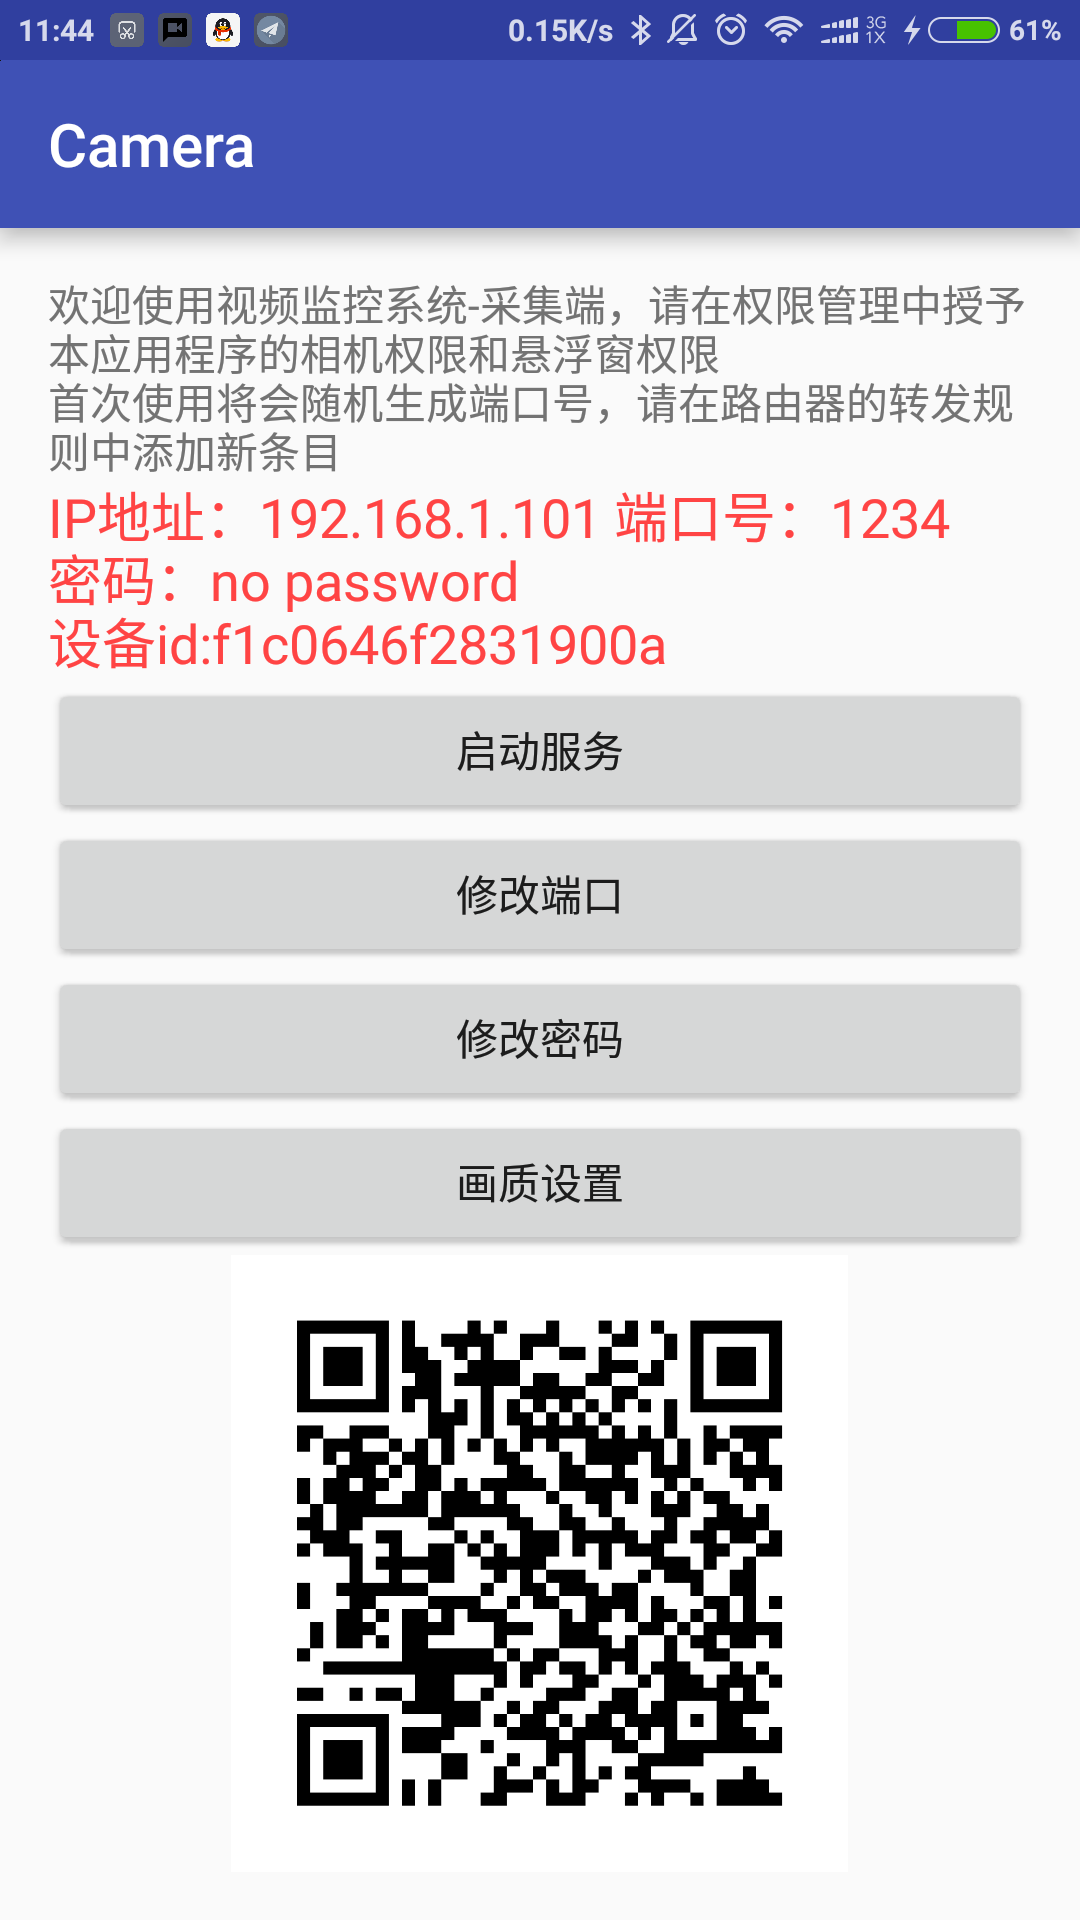 11:44 0.15K/s 3G 1X 61%
Camera
欢迎使用视频监控系统-采集端，请在权限管理中授予
本应用程序的相机权限和悬浮窗权限
首次使用将会随机生成端口号，请在路由器的转发规
则中添加新条目
IP地址：192.168.1.101 端口号：1234
密码：no password
设备id:f1c0646f2831900a
启动服务
修改端口
修改密码
画质设置